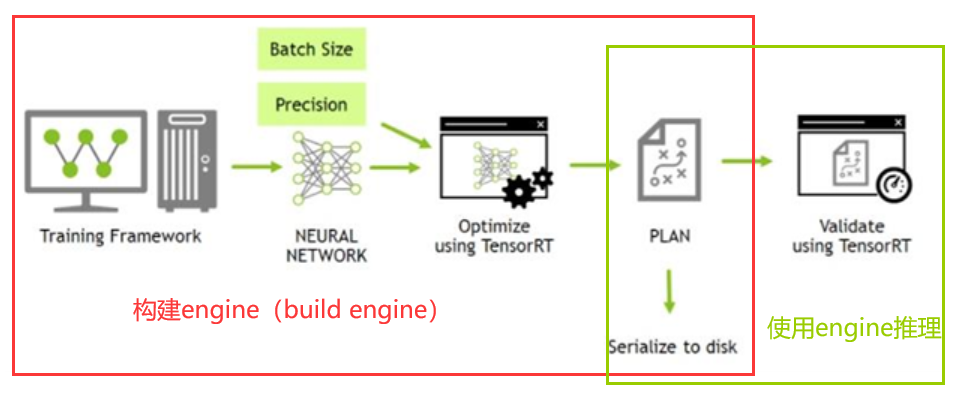 Batch Size
Precision
Training Framework
NEURAL
NETWORK
Optimize
using TensorRT
PLAN
Validate
using TensorRT
构建engine（build engine）
Serialize to disk
使用engine推理